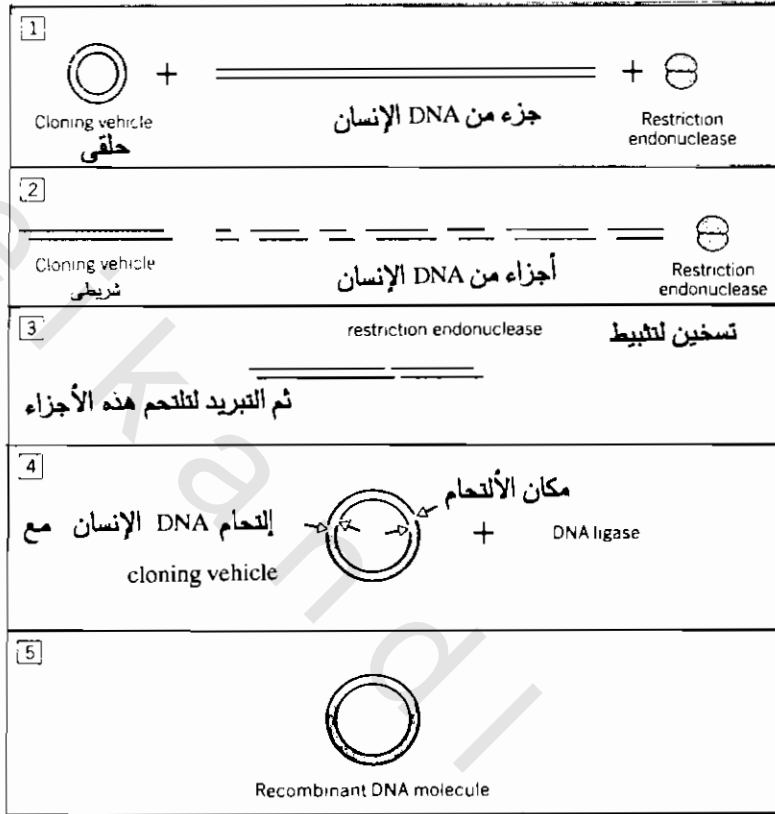 1
+
+
Cloning vehicle
حلقى
جزء من DNA الإنسان
Restriction
endonuclease
2
Cloning vehicle
شريطى
أجزاء من DNA الإنسان
Restriction
endonuclease
3
تسخين لتثبيط restriction endonuclease
ثم التبريد لتلتحم هذه الأجزاء
4
مكان الألتحام
إلتحام DNA الإنسان مع
cloning vehicle
+
DNA ligase
5
Recombinant DNA molecule